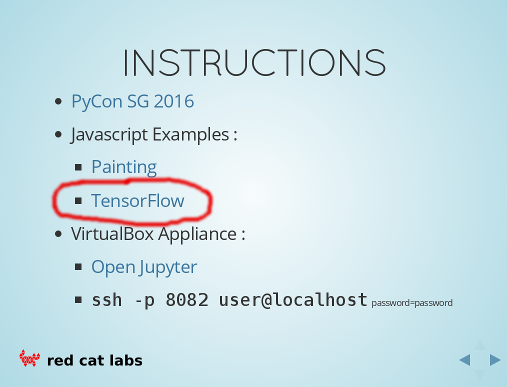 INSTRUCTIONS
PyCon SG 2016
Javascript Examples :
Painting
TensorFlow
VirtualBox Appliance :
Open Jupyter
ssh -p 8082 user@localhost password=password
red cat labs